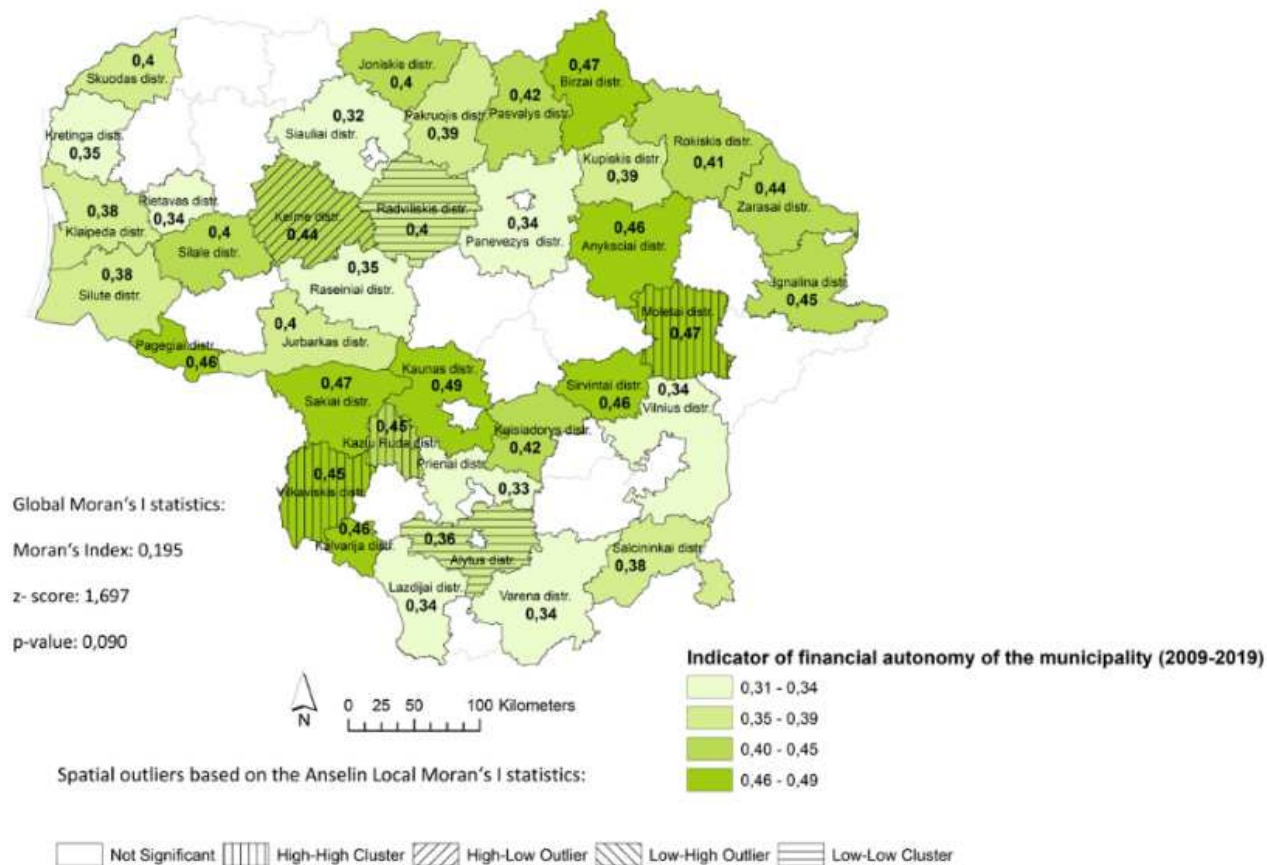 0,4
Skuodas distr.
Joniskis distr.
0,4
0,47
Birzai distr.
0,32
Siauliai distr.
Pakruojis distr.
0,39
0,42
Pasvalys distr.
Kretinga distr.
0,35
Rokiskis distr.
0,41
Kupiskis distr.
0,39
Rietavas distr.
0,34
0,38
Klaipeda distr.
0,4
Silale distr.
Kelme distr.
0,44
Radviliskis distr.
0,4
0,34
Panevezys distr.
0,46
Anyksciai distr.
0,44
Zarasai distr.
0,38
Silute distr.
0,35
Raseiniai distr.
Ignalina distr.
0,45
Moletai distr.
0,47
Pagegiai distr.
0,46
0,4
Jurbarkas distr.
0,47
Sakiai distr.
Kaunas distr.
0,49
Sirvintai distr.
0,46
0,34
Vilnius distr.
0,45
Kazlu Ruda distr.
Kaisiadorys distr.
0,42
0,45
Vilkaviskis distr.
Prienai distr.
0,33
0,46
Kalvarija distr.
0,36
Alytus distr.
Salcininkai distr.
0,38
Lazdijai distr.
0,34
Varena distr.
0,34
Global Moran's I statistics:
Moran's Index: 0,195
z- score: 1,697
p-value: 0,090
N
0 25 50 100 Kilometers
Indicator of financial autonomy of the municipality (2009-2019)
0,31 - 0,34
0,35 - 0,39
0,40 - 0,45
0,46 - 0,49
Spatial outliers based on the Anselin Local Moran's I statistics:
Not Significant High-High Cluster High-Low Outlier Low-High Outlier Low-Low Cluster